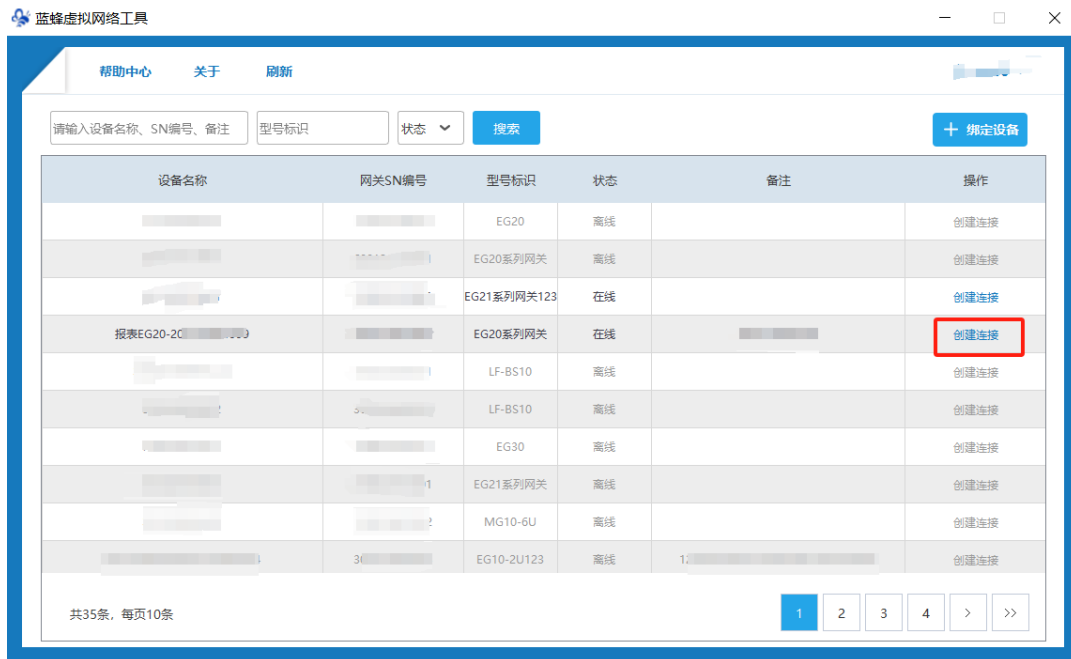 蓝蜂虚拟网络工具
帮助中心 关于 刷新
请输入设备名称、SN编号、备注 型号标识 状态 搜索 绑定设备
设备名称 网关SN编号 型号标识 状态 备注 操作
EG20 离线 创建连接
EG20系列网关 离线 创建连接
EG21系列网关123 在线 创建连接
报表EG20-20 EG20系列网关 在线 创建连接
LF-BS10 离线 创建连接
LF-BS10 离线 创建连接
EG30 离线 创建连接
EG21系列网关 离线 创建连接
MG10-6U 离线 创建连接
EG10-2U123 离线 创建连接
共35条，每页10条 1 2 3 4 > >>